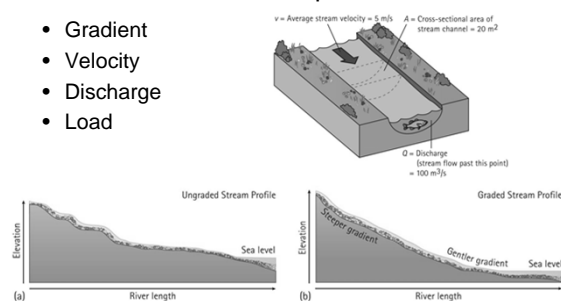 • Gradient
• Velocity
• Discharge
• Load
v = Average stream velocity = 5 m/s
A = Cross-sectional area of
stream channel = 20 m²
Q = Discharge
(stream flow past this point)
= 100 m³/s
Ungraded Stream Profile
Elevation
Sea level
River length
(a)
Graded Stream Profile
Elevation
Steeper gradient
Gentler gradient
Sea level
River length
(b)